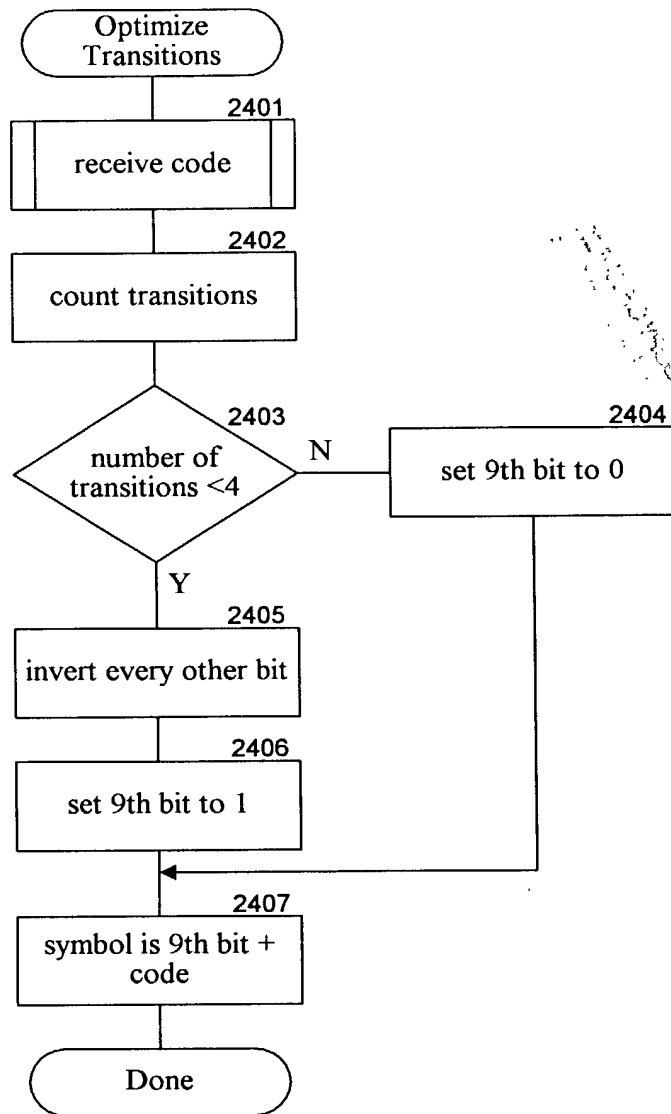 Optimize
Transitions
2401
receive code
2402
count transitions
2403
number of
transitions <4
N
2404
set 9th bit to 0
Y
2405
invert every other bit
2406
set 9th bit to 1
2407
symbol is 9th bit +
code
Done